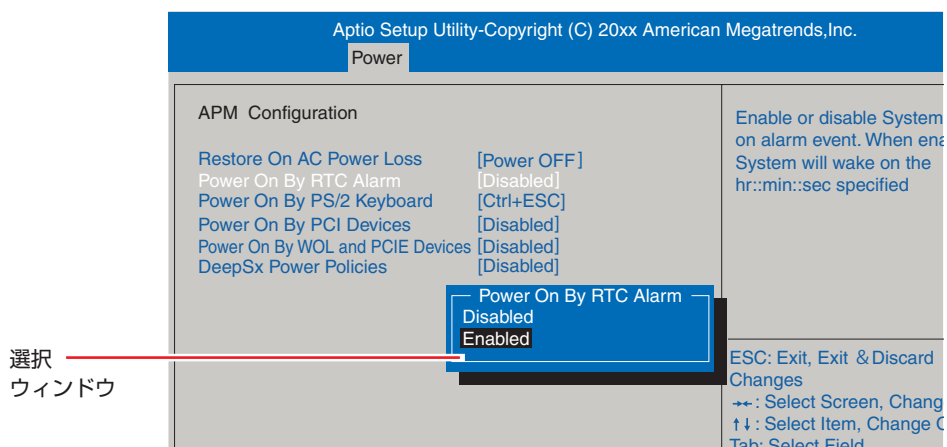 Aptio Setup Utility-Copyright (C) 20xx American Megatrends,Inc.
Power
APM Configuration
Restore On AC Power Loss [Power OFF]
Power On By RTC Alarm [Disabled]
Power On By PS/2 Keyboard [Ctrl+ESC]
Power On By PCI Devices [Disabled]
Power On By WOL and PCIE Devices [Disabled]
DeepSx Power Policies [Disabled]
Power On By RTC Alarm
Disabled
Enabled
選択
ウィンドウ
Enable or disable System
on alarm event. When ena
System will wake on the
hr::min::sec specified
ESC: Exit, Exit &Discard
Changes
→←: Select Screen, Chang
↑↓: Select Item, Change
Tab: Select Field